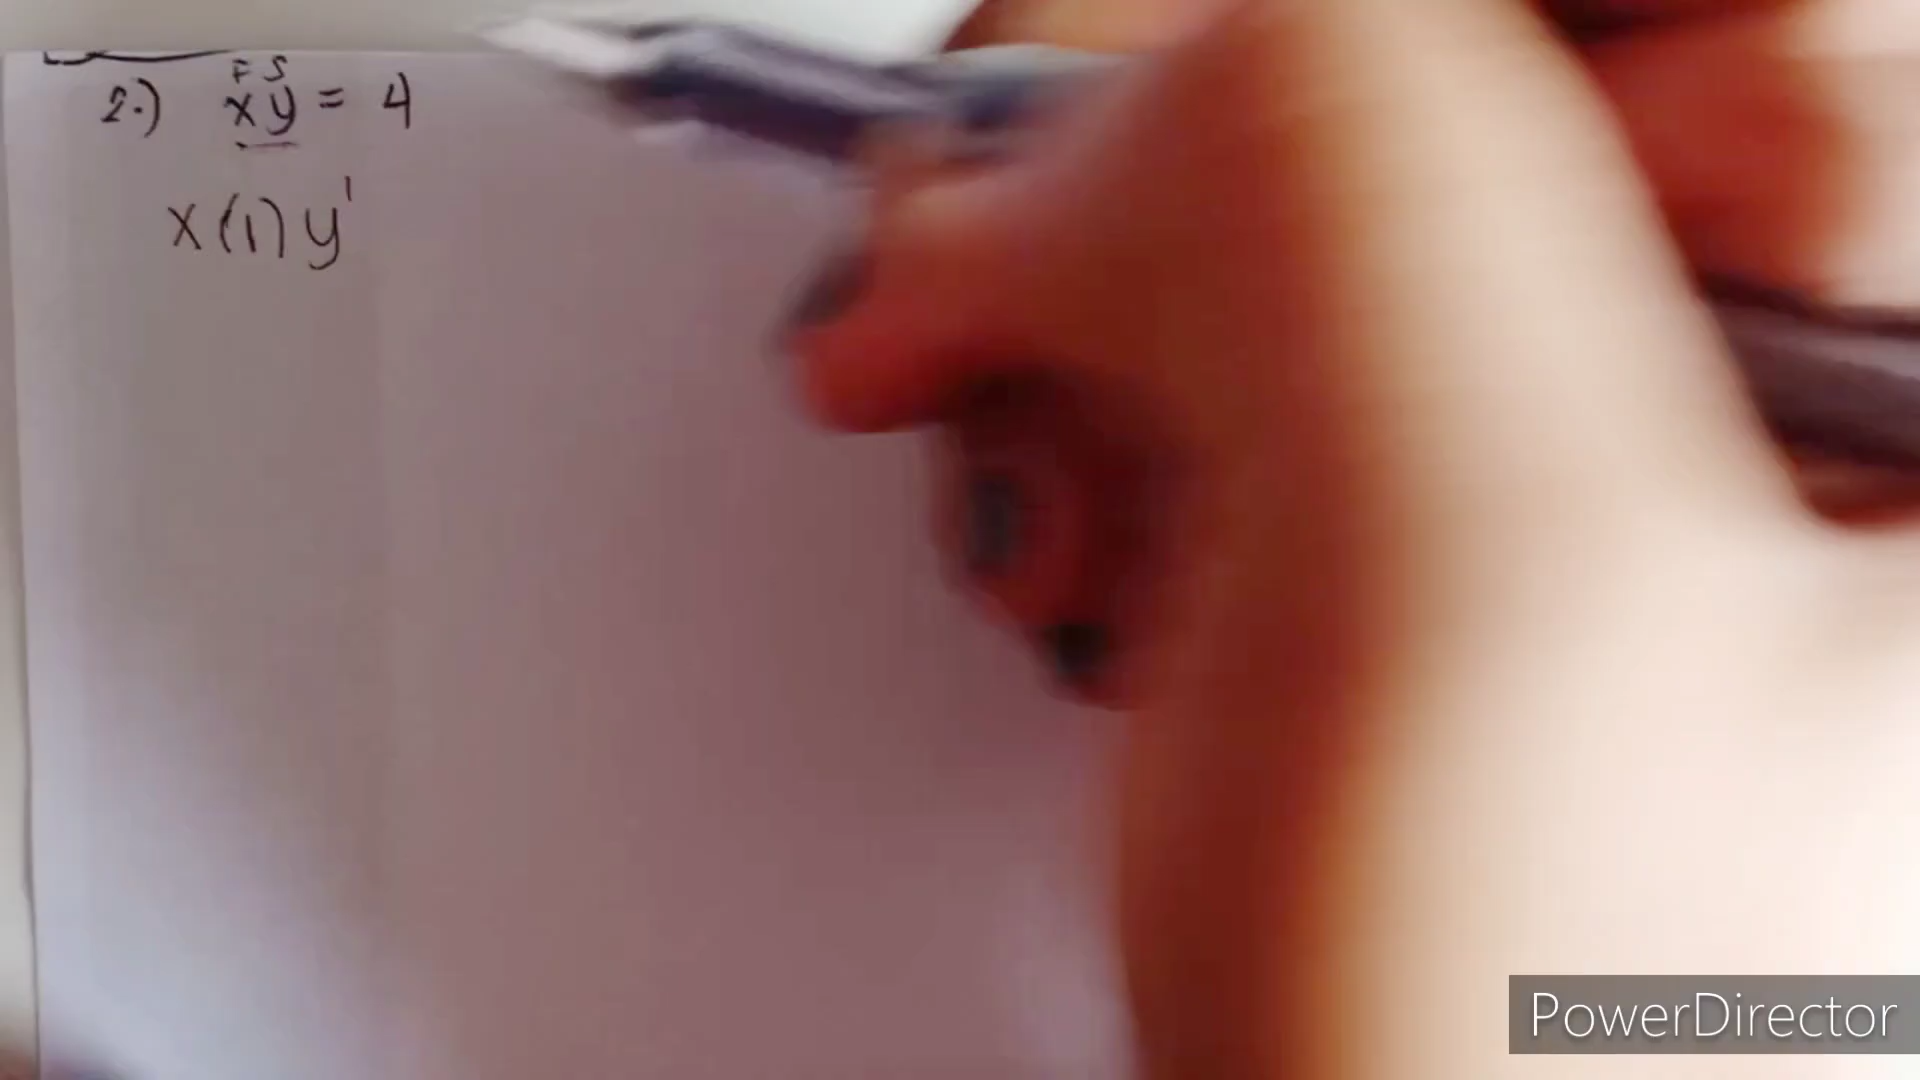 F S
2.) xy = 4
x(1)y'
PowerDirector